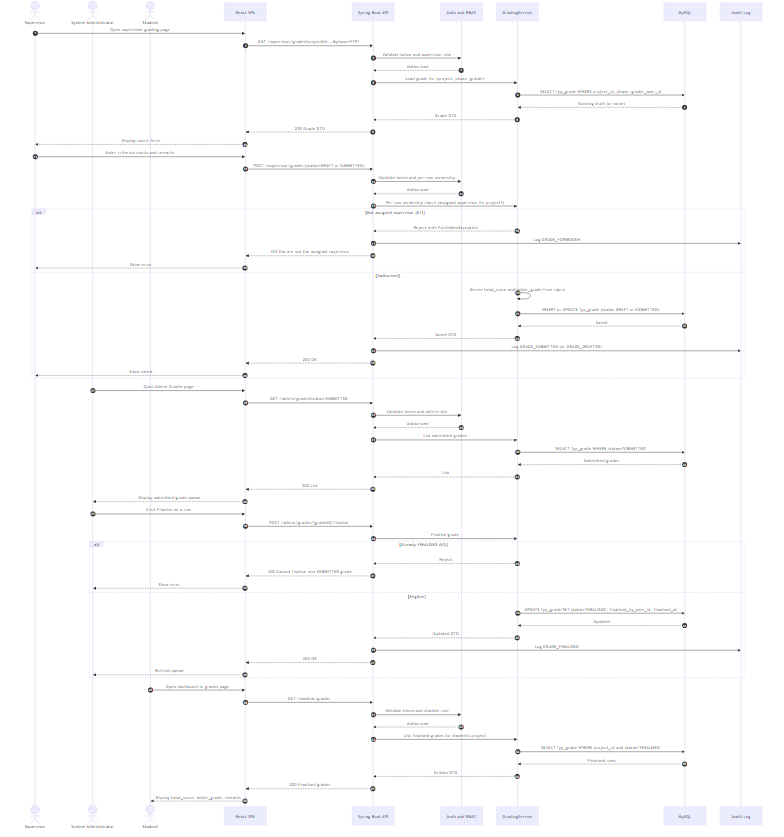 React SPA
Spring Boot API
Auth and RBAC
GradingService
MySQL
Audit Log
Supervisor
System Administrator
Student
Open supervisor grading page
Validate token and supervisor role
Authorized
Load grade for (project, phase, grader)
SELECT fyp_grade WHERE project_id, phase, grader_user_id
Existing draft (or none)
Grade DTO
200 Grade DTO
Display rubric form
Enter criterion marks and remarks
POST /supervisor/grades (status=DRAFT or SUBMITTED)
Validate token and per-row ownership
Authorized
Per-row ownership check (assigned supervisor for project?)
alt
[Not assigned supervisor (E1)]
Reject with ForbiddenException
Log GRADE_FORBIDDEN
403 You are not the assigned supervisor
Show error
[Authorised]
Derive total_score and letter_grade from rubric
INSERT or UPDATE fyp_grade (status DRAFT or SUBMITTED)
Saved
Saved DTO
Log GRADE_SUBMITTED (or GRADE_DRAFTED)
200 OK
Show saved
Open Admin Grades page
GET /admin/grades?status=SUBMITTED
Validate token and admin role
Authorized
List submitted grades
SELECT fyp_grade WHERE status='SUBMITTED'
Submitted grades
List
200 List
Display submitted grade queue
Click Finalise on a row
POST /admin/grades/{gradeId}/finalise
Finalise grade
alt
[Already FINALISED (E2)]
Reject
400 Cannot finalise non-SUBMITTED grade
Show error
[Eligible]
UPDATE fyp_grade SET status='FINALISED', finalised_by_user_id, finalised_at
Updated
Updated DTO
Log GRADE_FINALISED
200 OK
Refresh queue
Open dashboard or grades page
GET /student/grades
Validate token and student role
Authorized
List finalised grades for student's project
SELECT fyp_grade WHERE project_id and status='FINALISED'
Finalised rows
Grades DTO
200 Finalised grades
Display total_score, letter_grade, remarks
Supervisor
System Administrator
Student
React SPA
Spring Boot API
Auth and RBAC
GradingService
MySQL
Audit Log